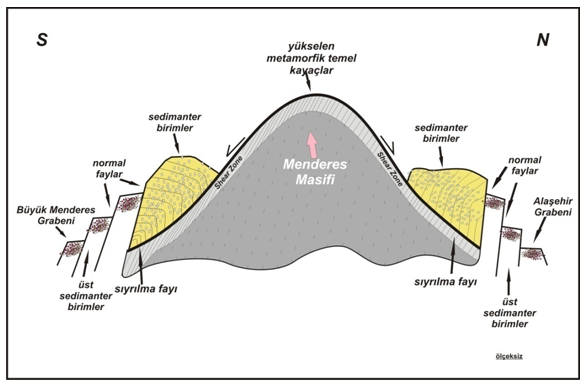 S
N
yükselen
metamorfik temel
kayaçlar
sedimanter
birimler
sedimanter
birimler
normal
faylar
normal
faylar
Shear Zone
Shear Zone
Menderes
Masifi
Büyük Menderes
Grabeni
Alaşehir
Grabeni
üst
sedimanter
birimler
sıyrılma fayı
sıyrılma fayı
üst
sedimanter
birimler
ölçeksiz